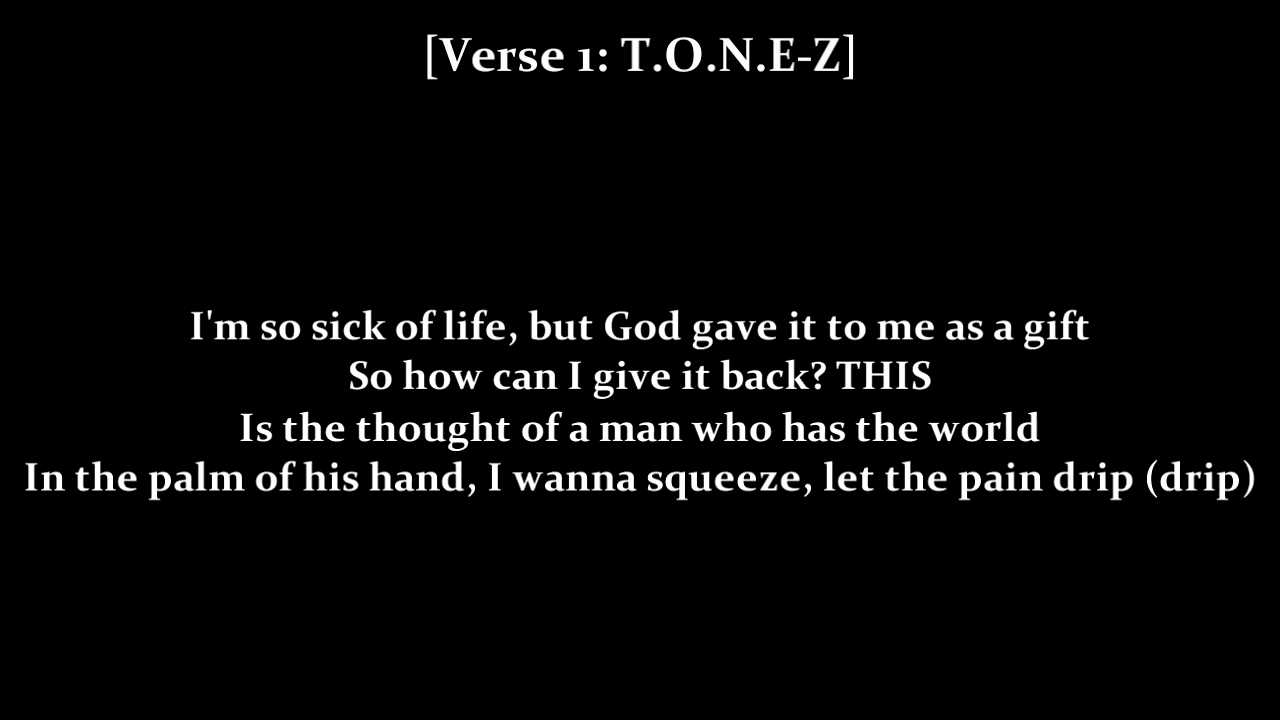 [Verse 1: T.O.N.E-Z]
I'm so sick of life, but God gave it to me as a gift
So how can I give it back? THIS
Is the thought of a man who has the world
In the palm of his hand, I wanna squeeze, let the pain drip (drip)